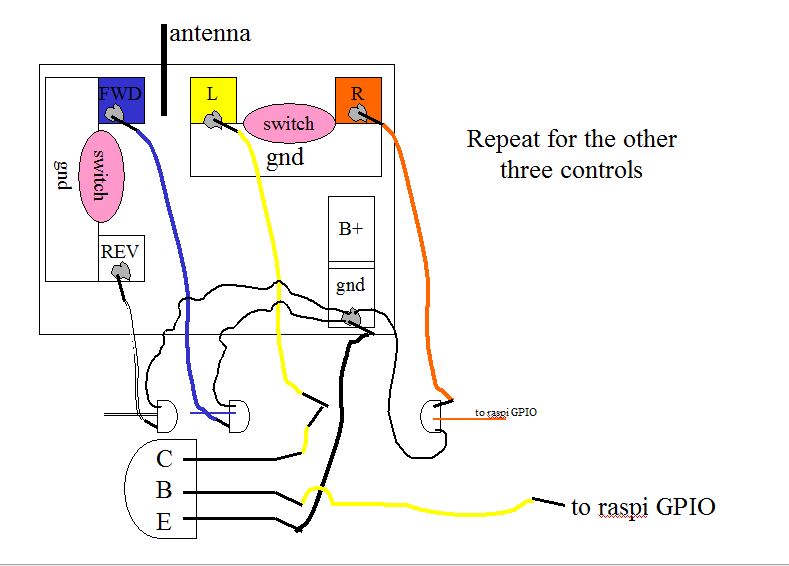 antenna
FWD
L
R
switch
gnd
switch
gnd
Repeat for the other
three controls
B+
REV
gnd
to raspi GPIO
C
B
E
to raspi GPIO